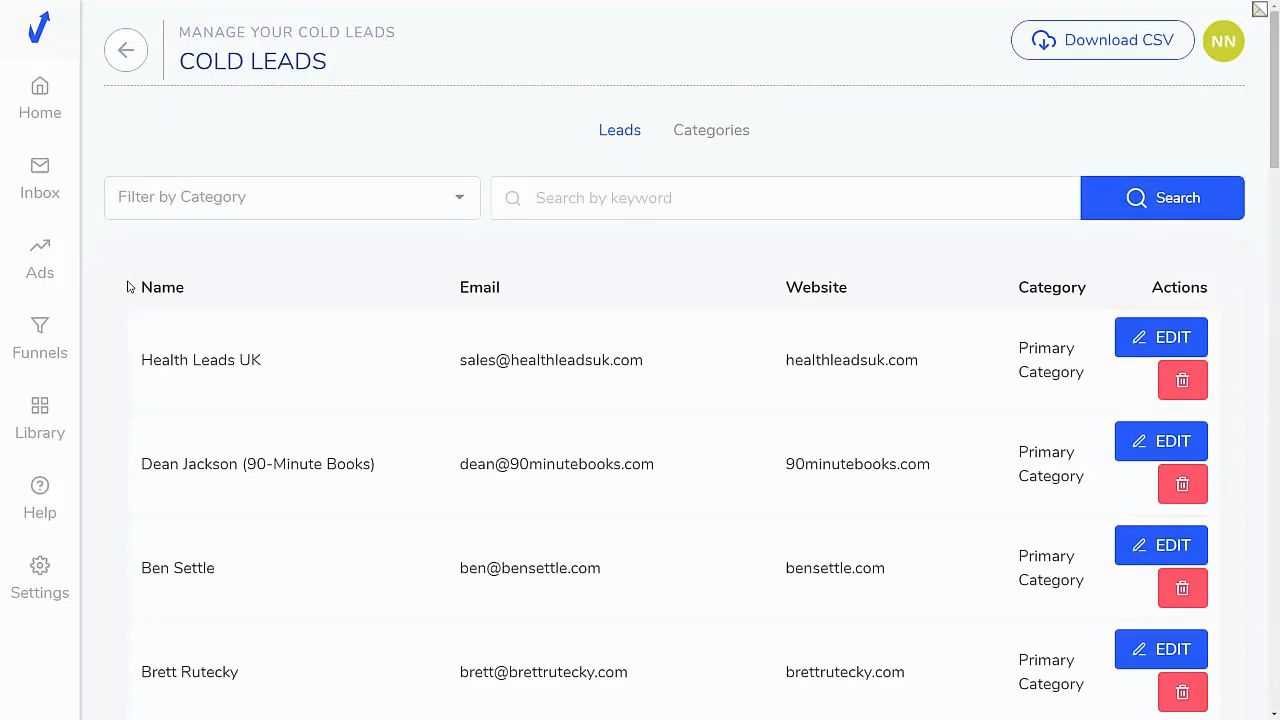 MANAGE YOUR COLD LEADS
COLD LEADS
Download CSV
NN
Home
Inbox
Ads
Funnels
Library
Help
Settings
Leads
Categories
Filter by Category
Search by keyword
Search
Name Email Website Category Actions
Health Leads UK sales@healthleadsuk.com healthleadsuk.com Primary Category EDIT
Dean Jackson (90-Minute Books) dean@90minutebooks.com 90minutebooks.com Primary Category EDIT
Ben Settle ben@bensettle.com bensettle.com Primary Category EDIT
Brett Rutecky brett@brettrutecky.com brettrutecky.com Primary Category EDIT